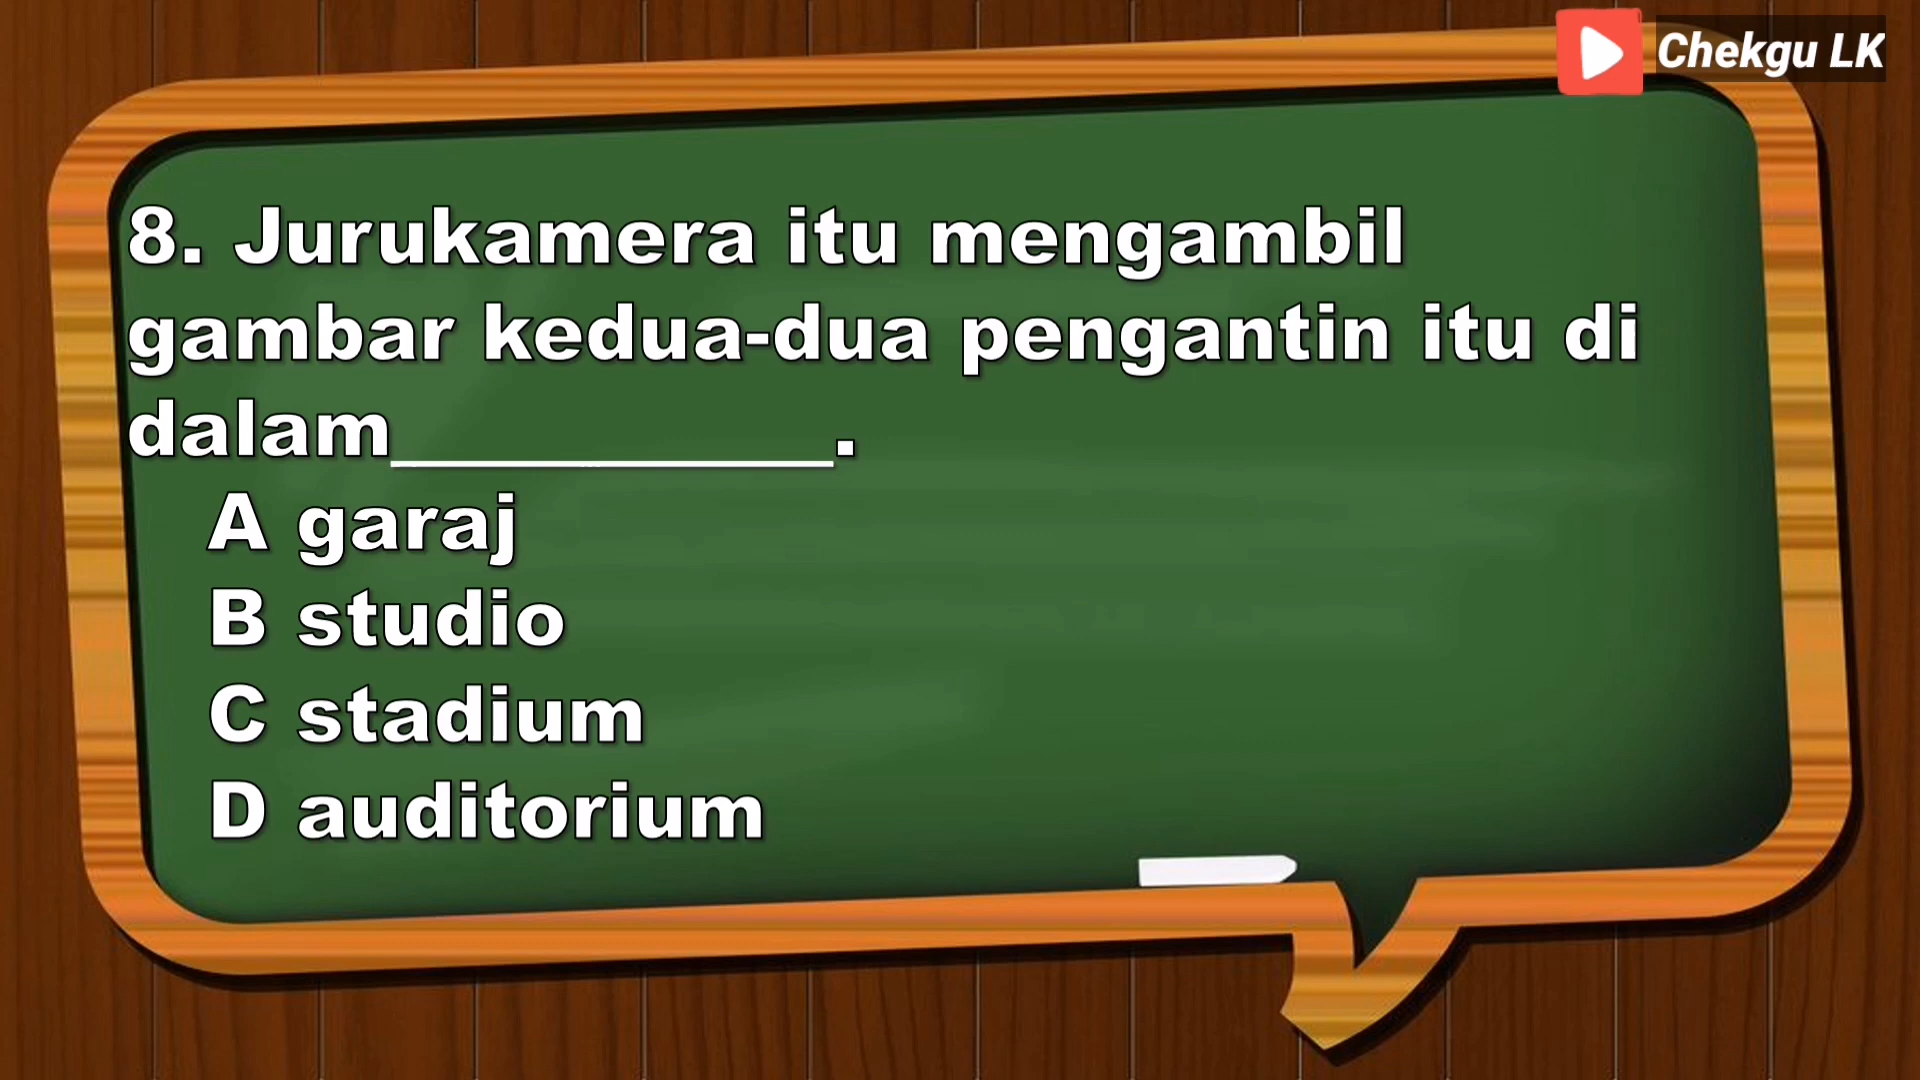 Chekgu LK
8. Jurukamera itu mengambil
gambar kedua-dua pengantin itu di
dalam___________.
A garaj
B studio
C stadium
D auditorium